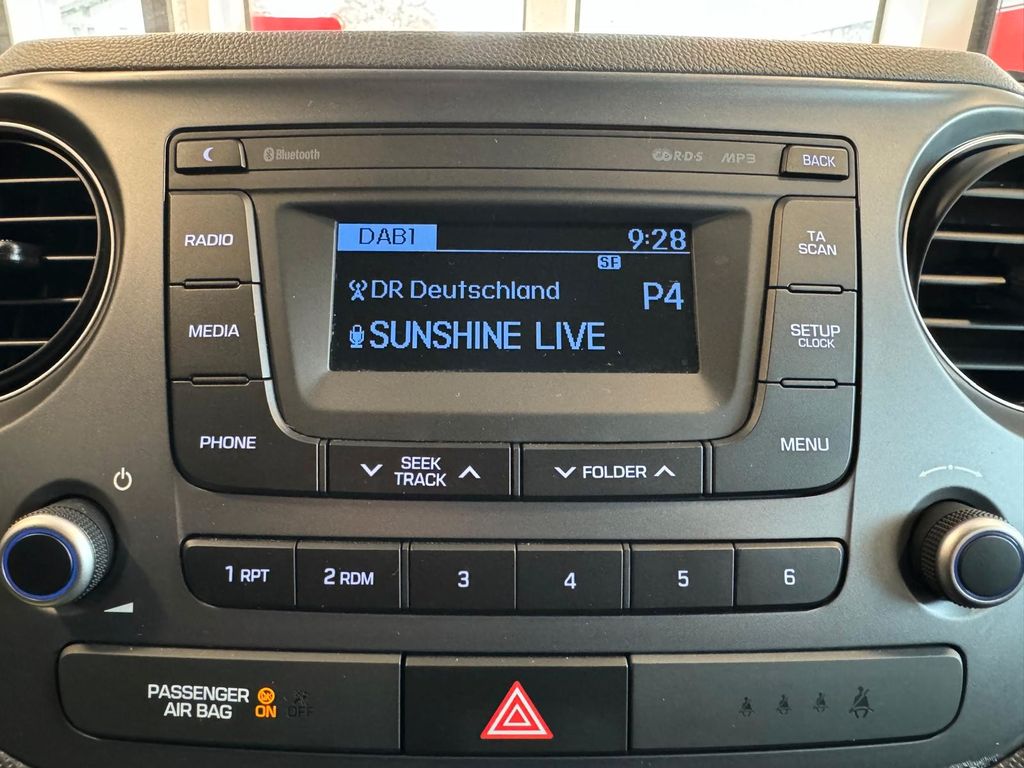 Bluetooth
R·D·S MP3 BACK
RADIO
DAB1 9:28
TA
SCAN
SF
DR Deutschland P4
MEDIA
SUNSHINE LIVE
SETUP
CLOCK
PHONE
SEEK
TRACK
FOLDER
MENU
1 RPT 2 RDM 3 4 5 6
PASSENGER
AIR BAG ON OFF